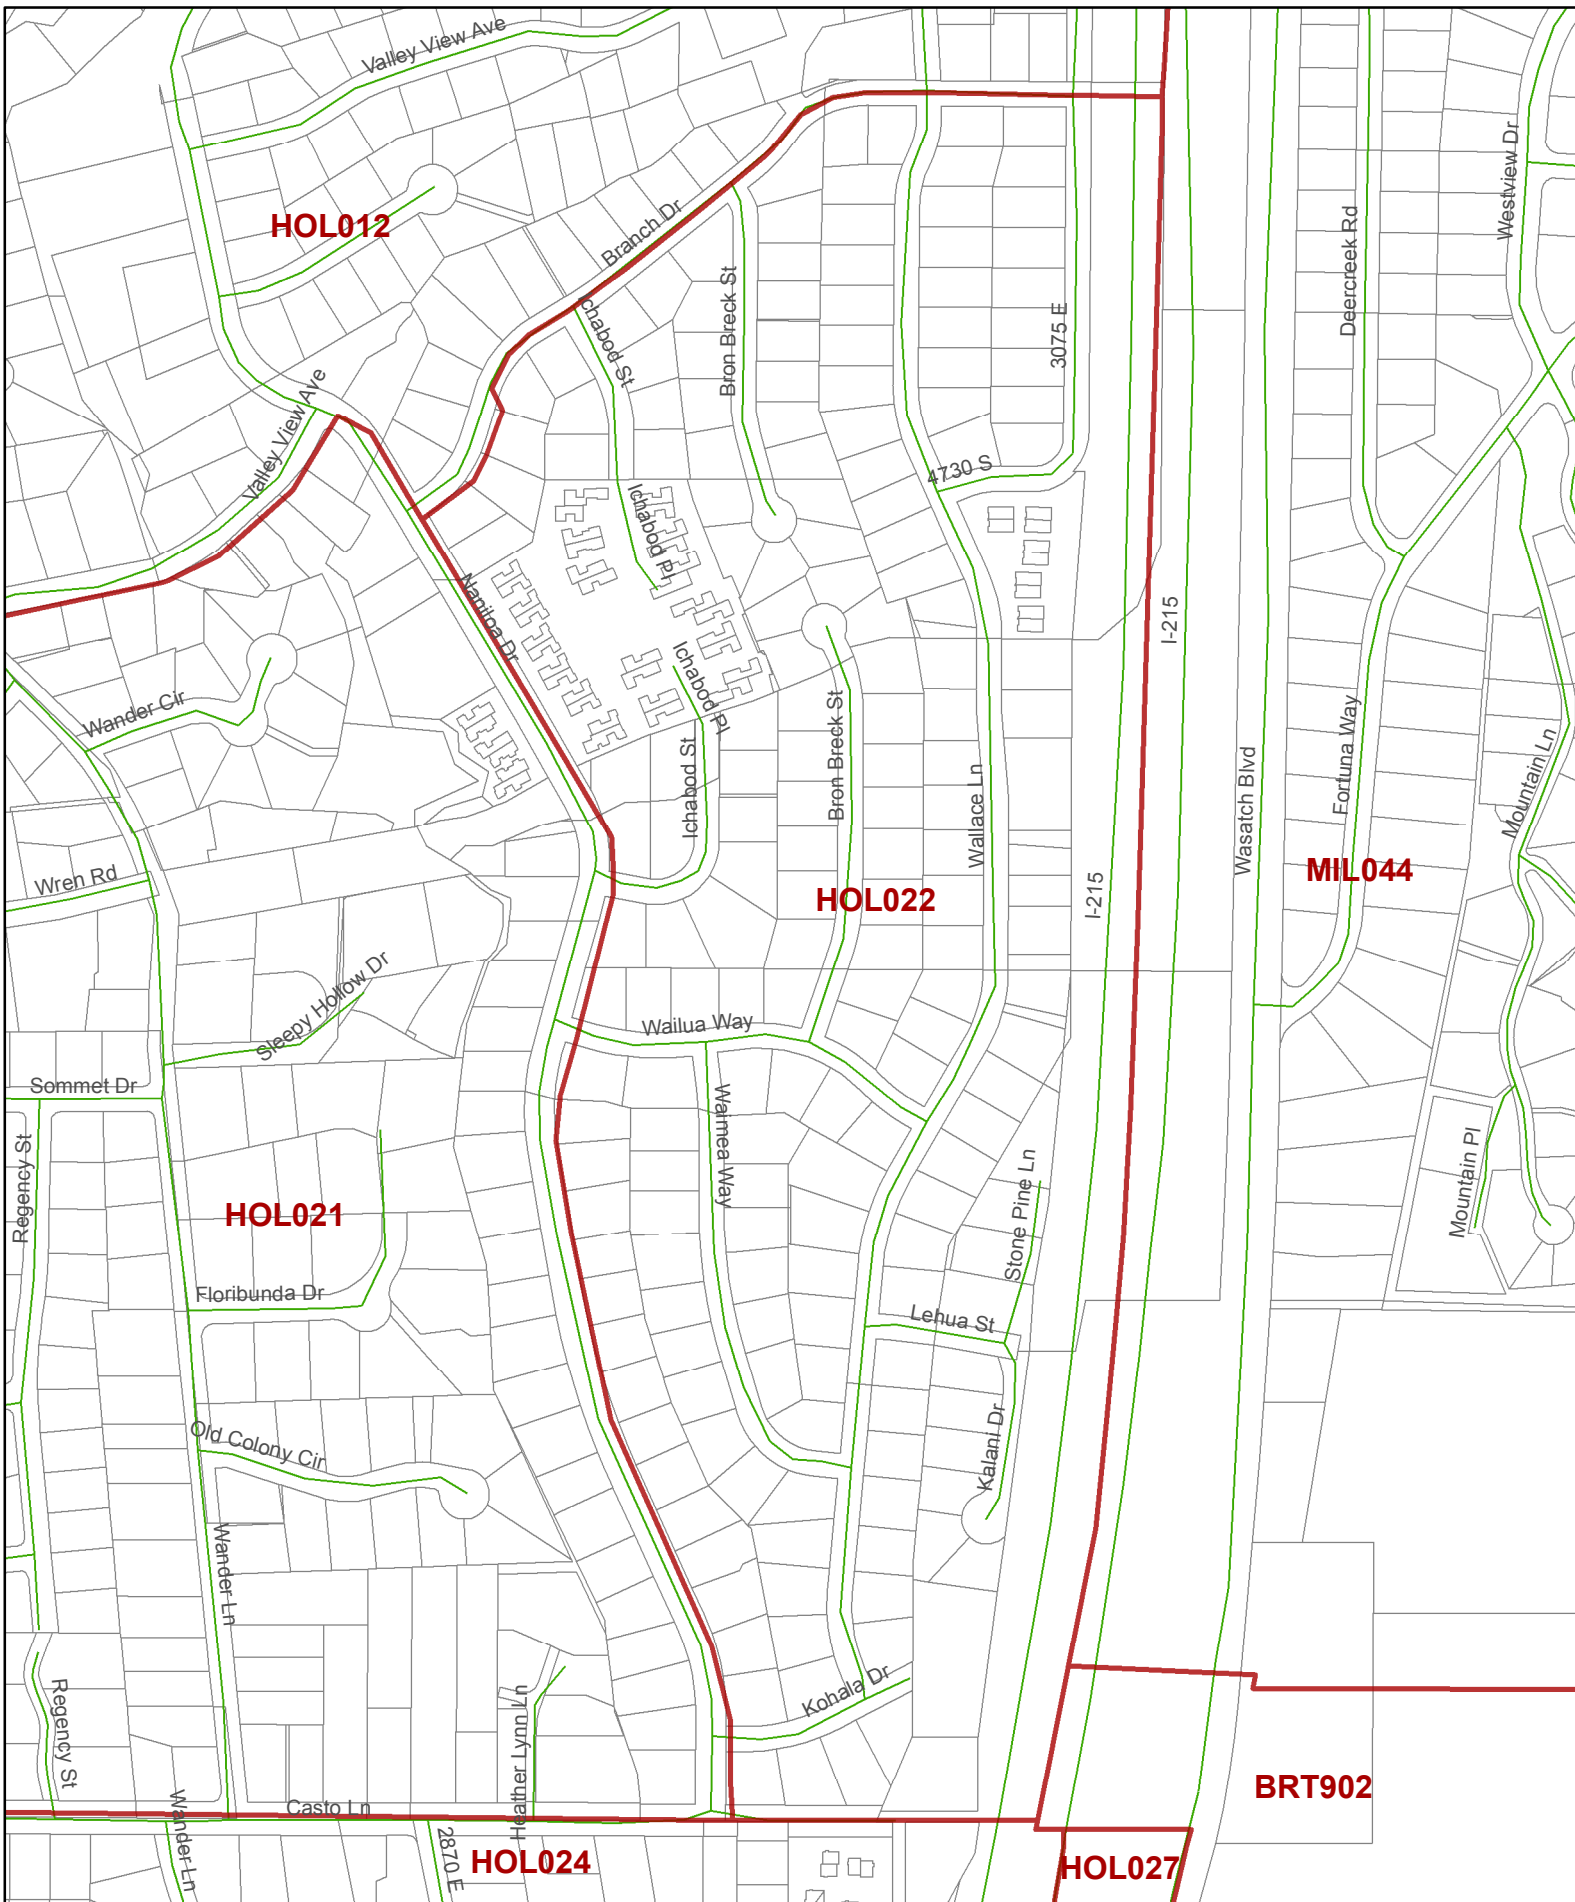 Valley View Ave
HOL012
Branch Dr
Westview Dr
Deercreek Rd
Ichabod St
Bron Breck St
3075 E
Valley View Ave
4730 S
Ichabod Pl
Naniloa Dr
I-215
Wander Cir
Ichabod Pl
Bron Breck St
Ichabod St
Wallace Ln
Wasatch Blvd
Fortuna Way
Mountain Ln
Wren Rd
I-215
HOL022
MIL044
Sleepy Hollow Dr
Wailua Way
Sommet Dr
Waimea Way
Regency St
Mountain Pl
Stone Pine Ln
HOL021
Floribunda Dr
Lehua St
Old Colony Cir
Kalani Dr
Wander Ln
Kohala Dr
Regency St
Heather Lynn Ln
BRT902
Wander Ln
Casto Ln
2870 E
HOL024
HOL027